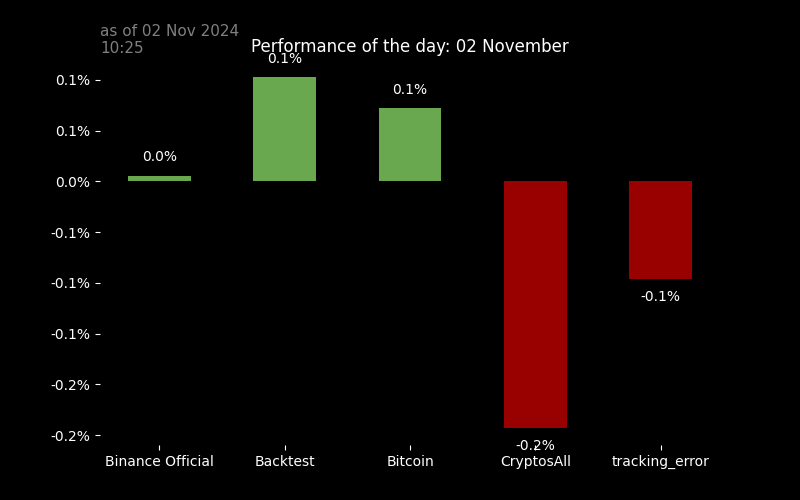 as of 02 Nov 2024
10:25
Performance of the day: 02 November
0.1%
0.1%
0.0%
-0.1%
-0.1%
-0.1%
-0.2%
-0.2%
0.0%
0.1%
0.1%
-0.2%
-0.1%
Binance Official
Backtest
Bitcoin
CryptosAll
tracking_error